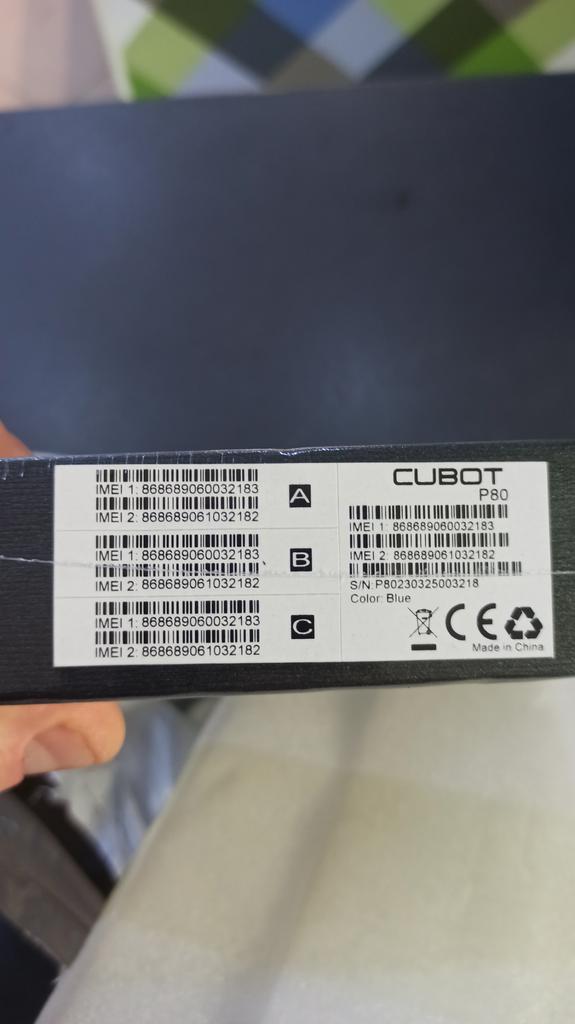 IMEI 1: 868689060032183
IMEI 2: 868689061032182
A
IMEI 1: 868689060032183
IMEI 2: 868689061032182
B
IMEI 1: 868689060032183
IMEI 2: 868689061032182
C
CUBOT
P80
IMEI 1: 868689060032183
IMEI 2: 868689061032182
S/N:P80230325003218
Color: Blue
CE
Made in China